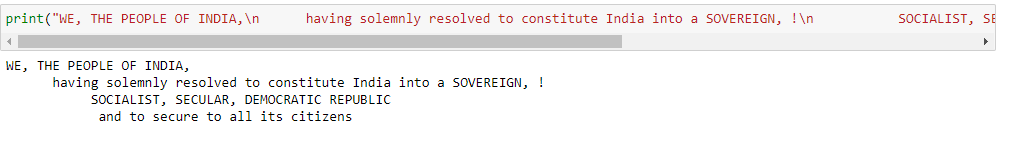 print("WE, THE PEOPLE OF INDIA,\n      having solemnly resolved to constitute India into a SOVEREIGN, !\n           SOCIALIST, SE
WE, THE PEOPLE OF INDIA,
      having solemnly resolved to constitute India into a SOVEREIGN, !
           SOCIALIST, SECULAR, DEMOCRATIC REPUBLIC
            and to secure to all its citizens